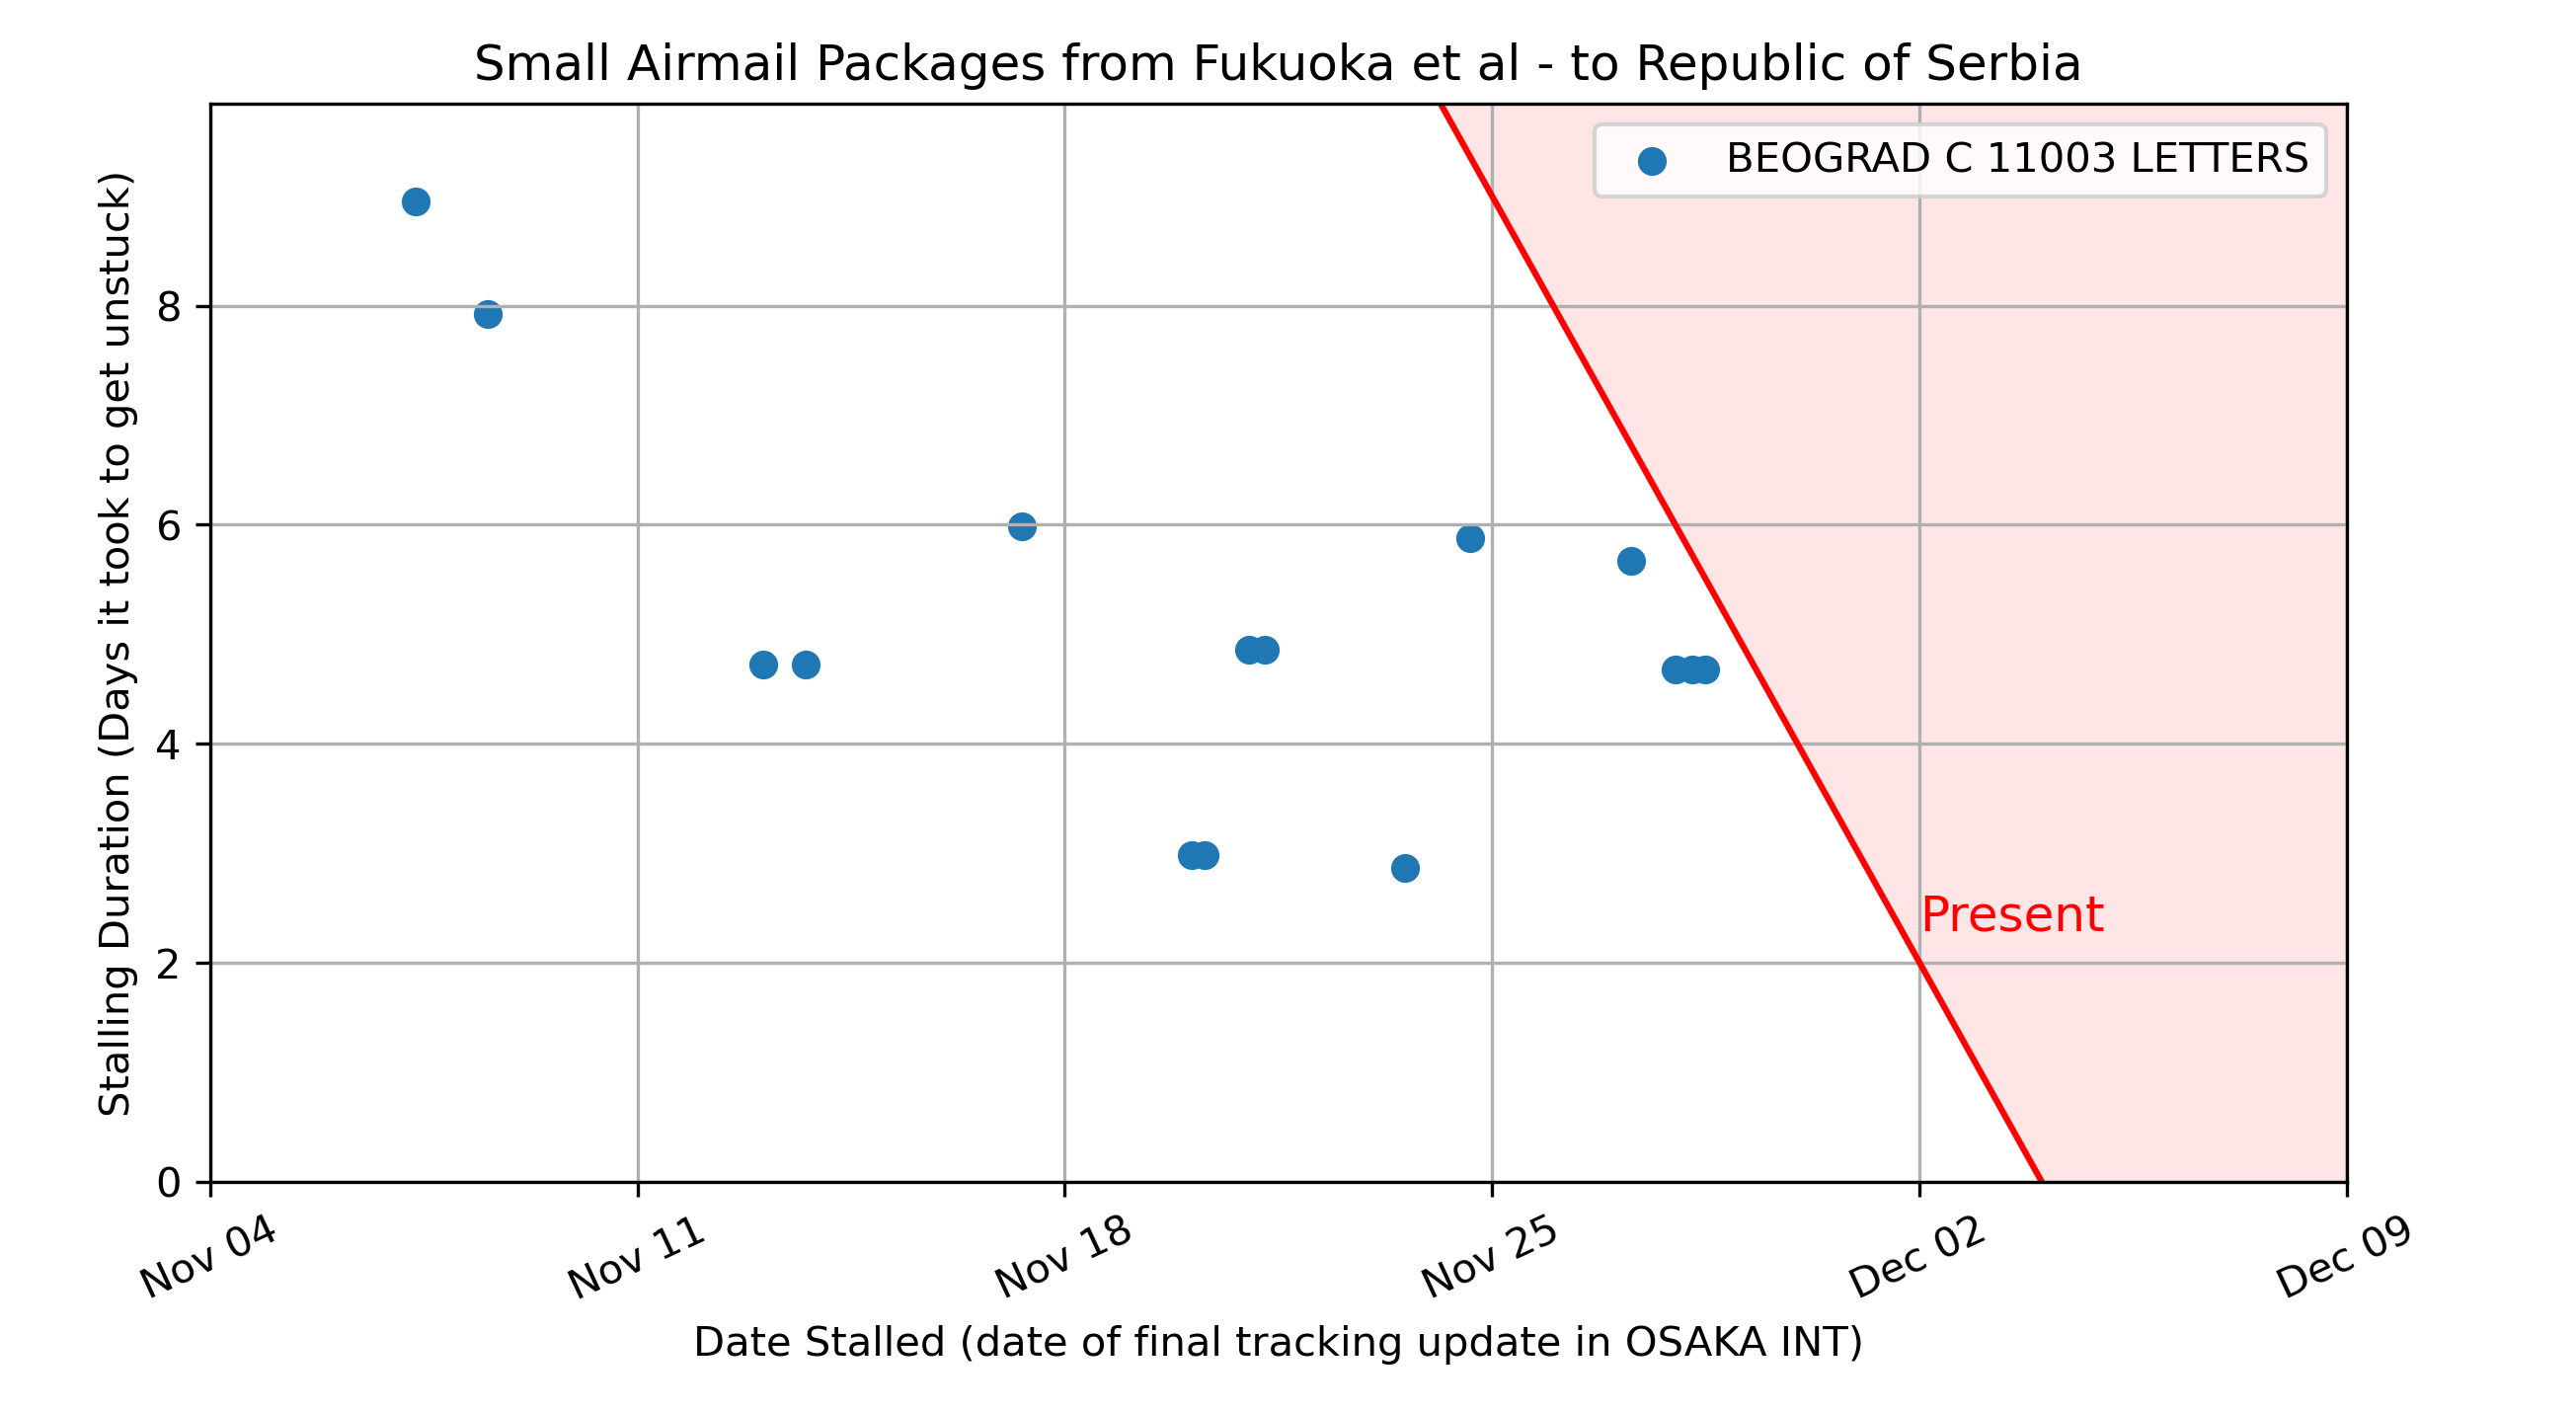 Small Airmail Packages from Fukuoka et al - to Republic of Serbia
BEOGRAD C 11003 LETTERS
Stalling Duration (Days it took to get unstuck)
8
6
4
2
0
Present
Nov 04
Nov 11
Nov 18
Nov 25
Dec 02
Dec 09
Date Stalled (date of final tracking update in OSAKA INT)